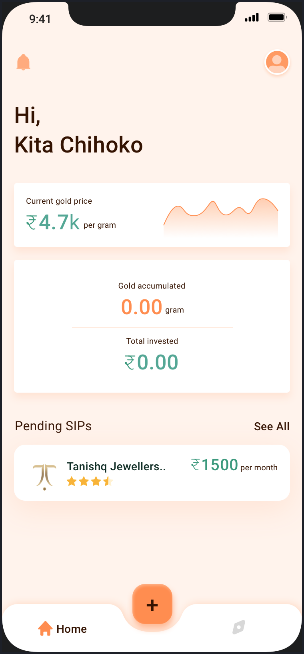 9:41
Hi,
Kita Chihoko
Current gold price
₹4.7k per gram
Gold accumulated
0.00 gram
Total invested
₹0.00
Pending SIPs See All
Tanishq Jewellers.. ₹1500 per month
+
Home